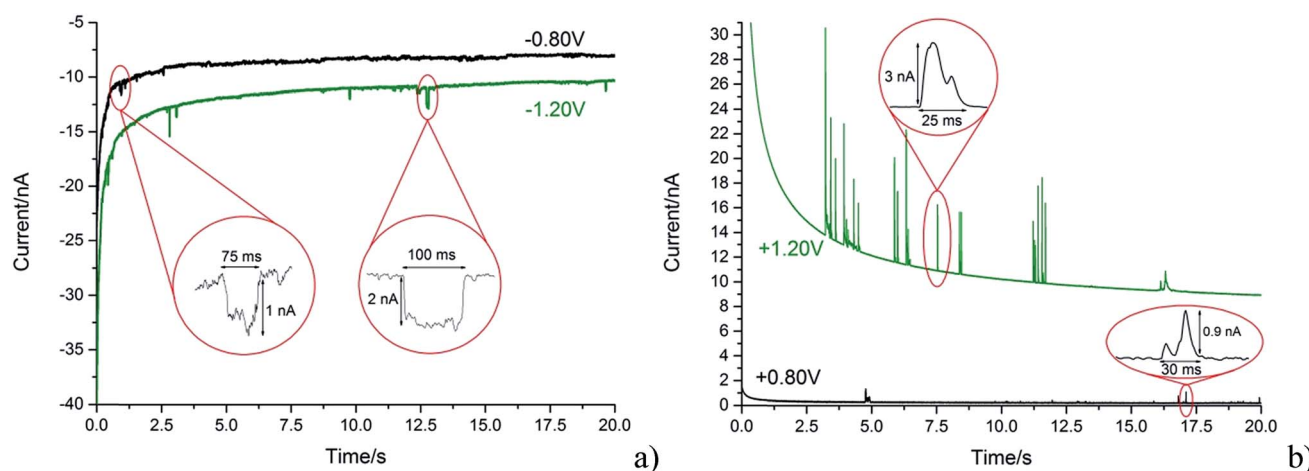 -5
-10
-15
-20
-25
-30
-35
-40
Current/nA
-0.80V
-1.20V
75 ms
1 nA
100 ms
2 nA
0.0 2.5 5.0 7.5 10.0 12.5 15.0 17.5 20.0
Time/s
a)
30
28
26
24
22
20
18
16
14
12
10
8
6
4
2
0
Current/nA
3 nA
25 ms
+1.20V
0.9 nA
30 ms
+0.80V
0.0 2.5 5.0 7.5 10.0 12.5 15.0 17.5 20.0
Time/s
b)